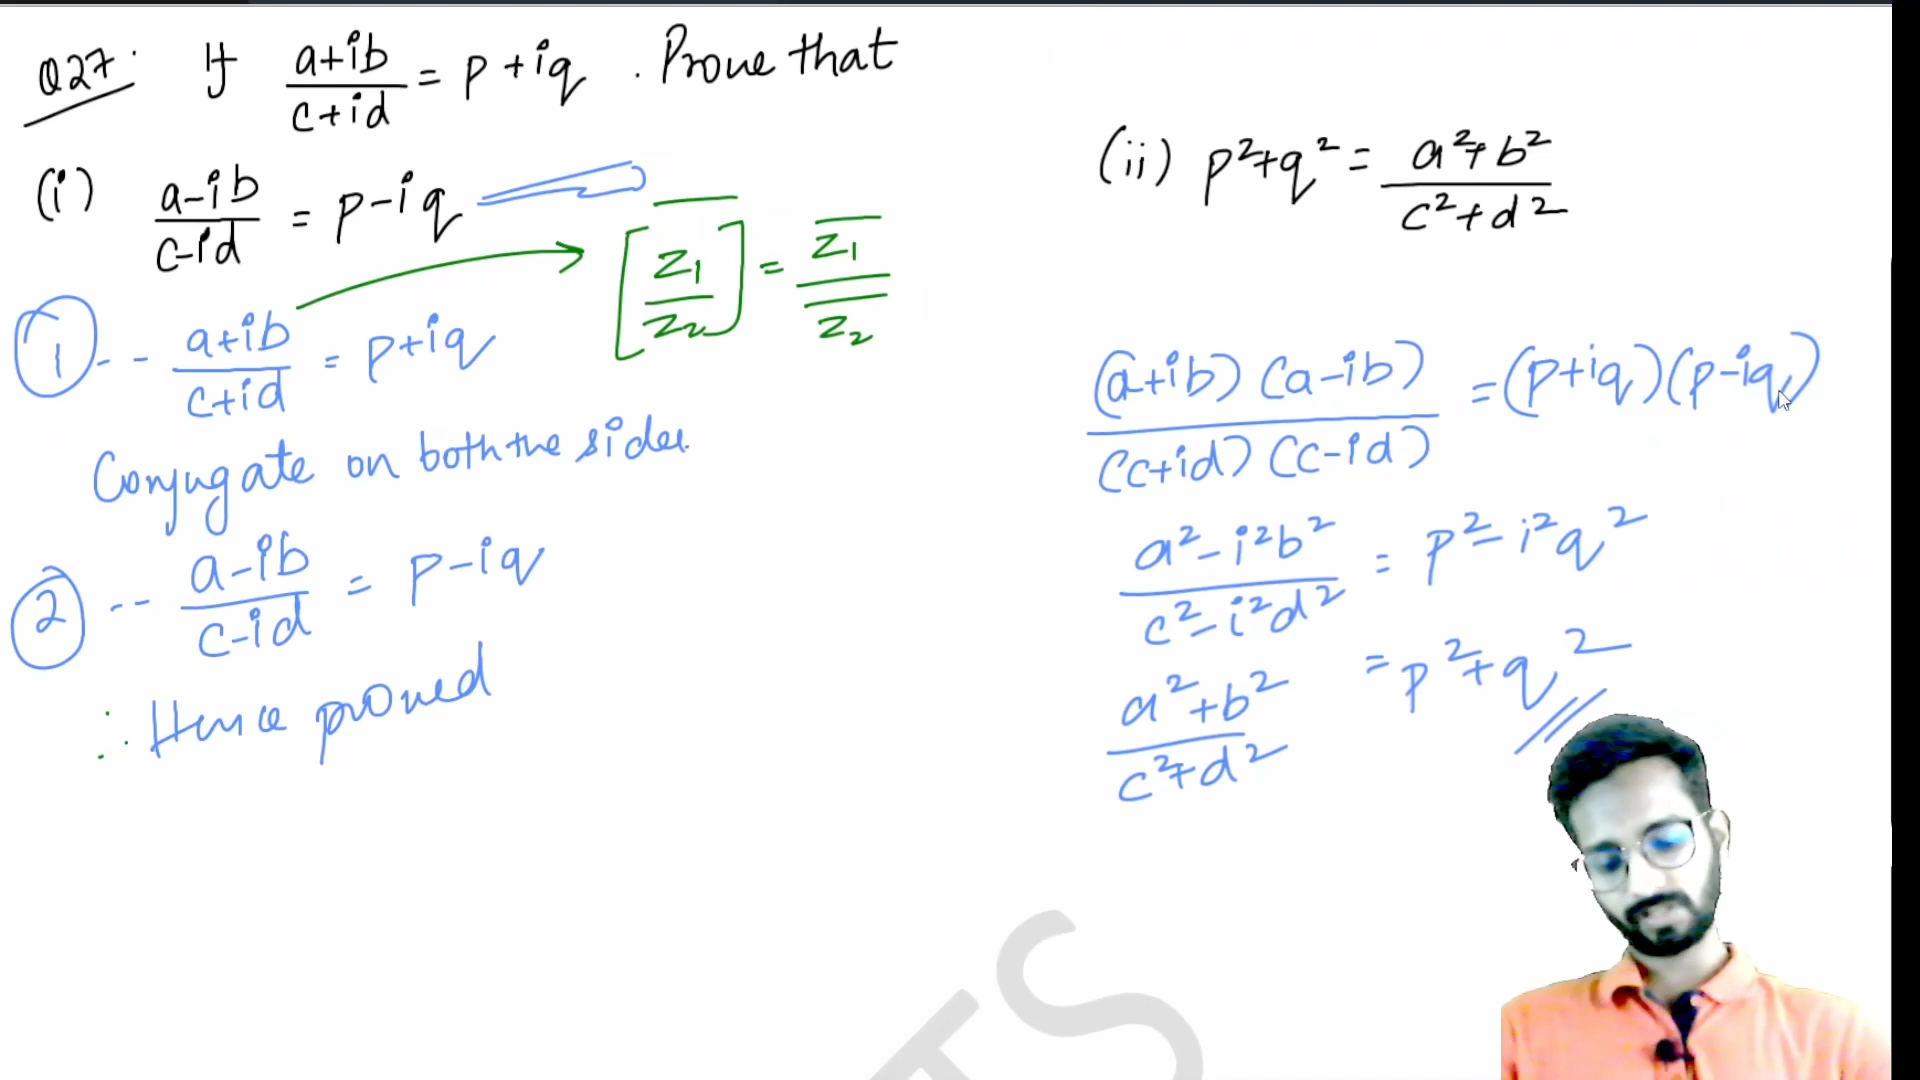 Q27. If (a+ib)/(c+id) = p+iq . Prove that
(i) (a-ib)/(c-id) = p-iq
[z₁/z₂]‾ = z̅₁/z̅₂
① -- (a+ib)/(c+id) = p+iq
Conjugate on both the sides
② -- (a-ib)/(c-id) = p-iq
∴ Hence proved
(ii) p²+q² = (a²+b²)/(c²+d²)
(a+ib)(a-ib)/(c+id)(c-id) = (p+iq)(p-iq)
(a²-i²b²)/(c²-i²d²) = p²-i²q²
(a²+b²)/(c²+d²) = p²+q²
TS